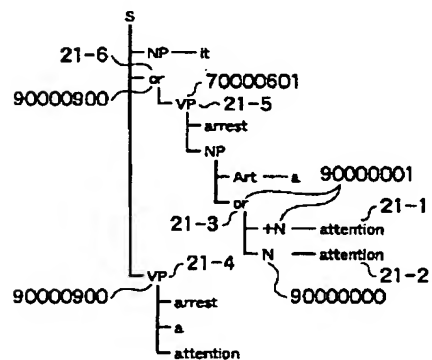 S
21-6 NP it
or 70000601
90000900 VP 21-5
arrest
NP
Art a 90000001
or 21-1
21-3 +N attention
21-4 N attention
90000900 VP 21-2
arrest 90000000
a
attention